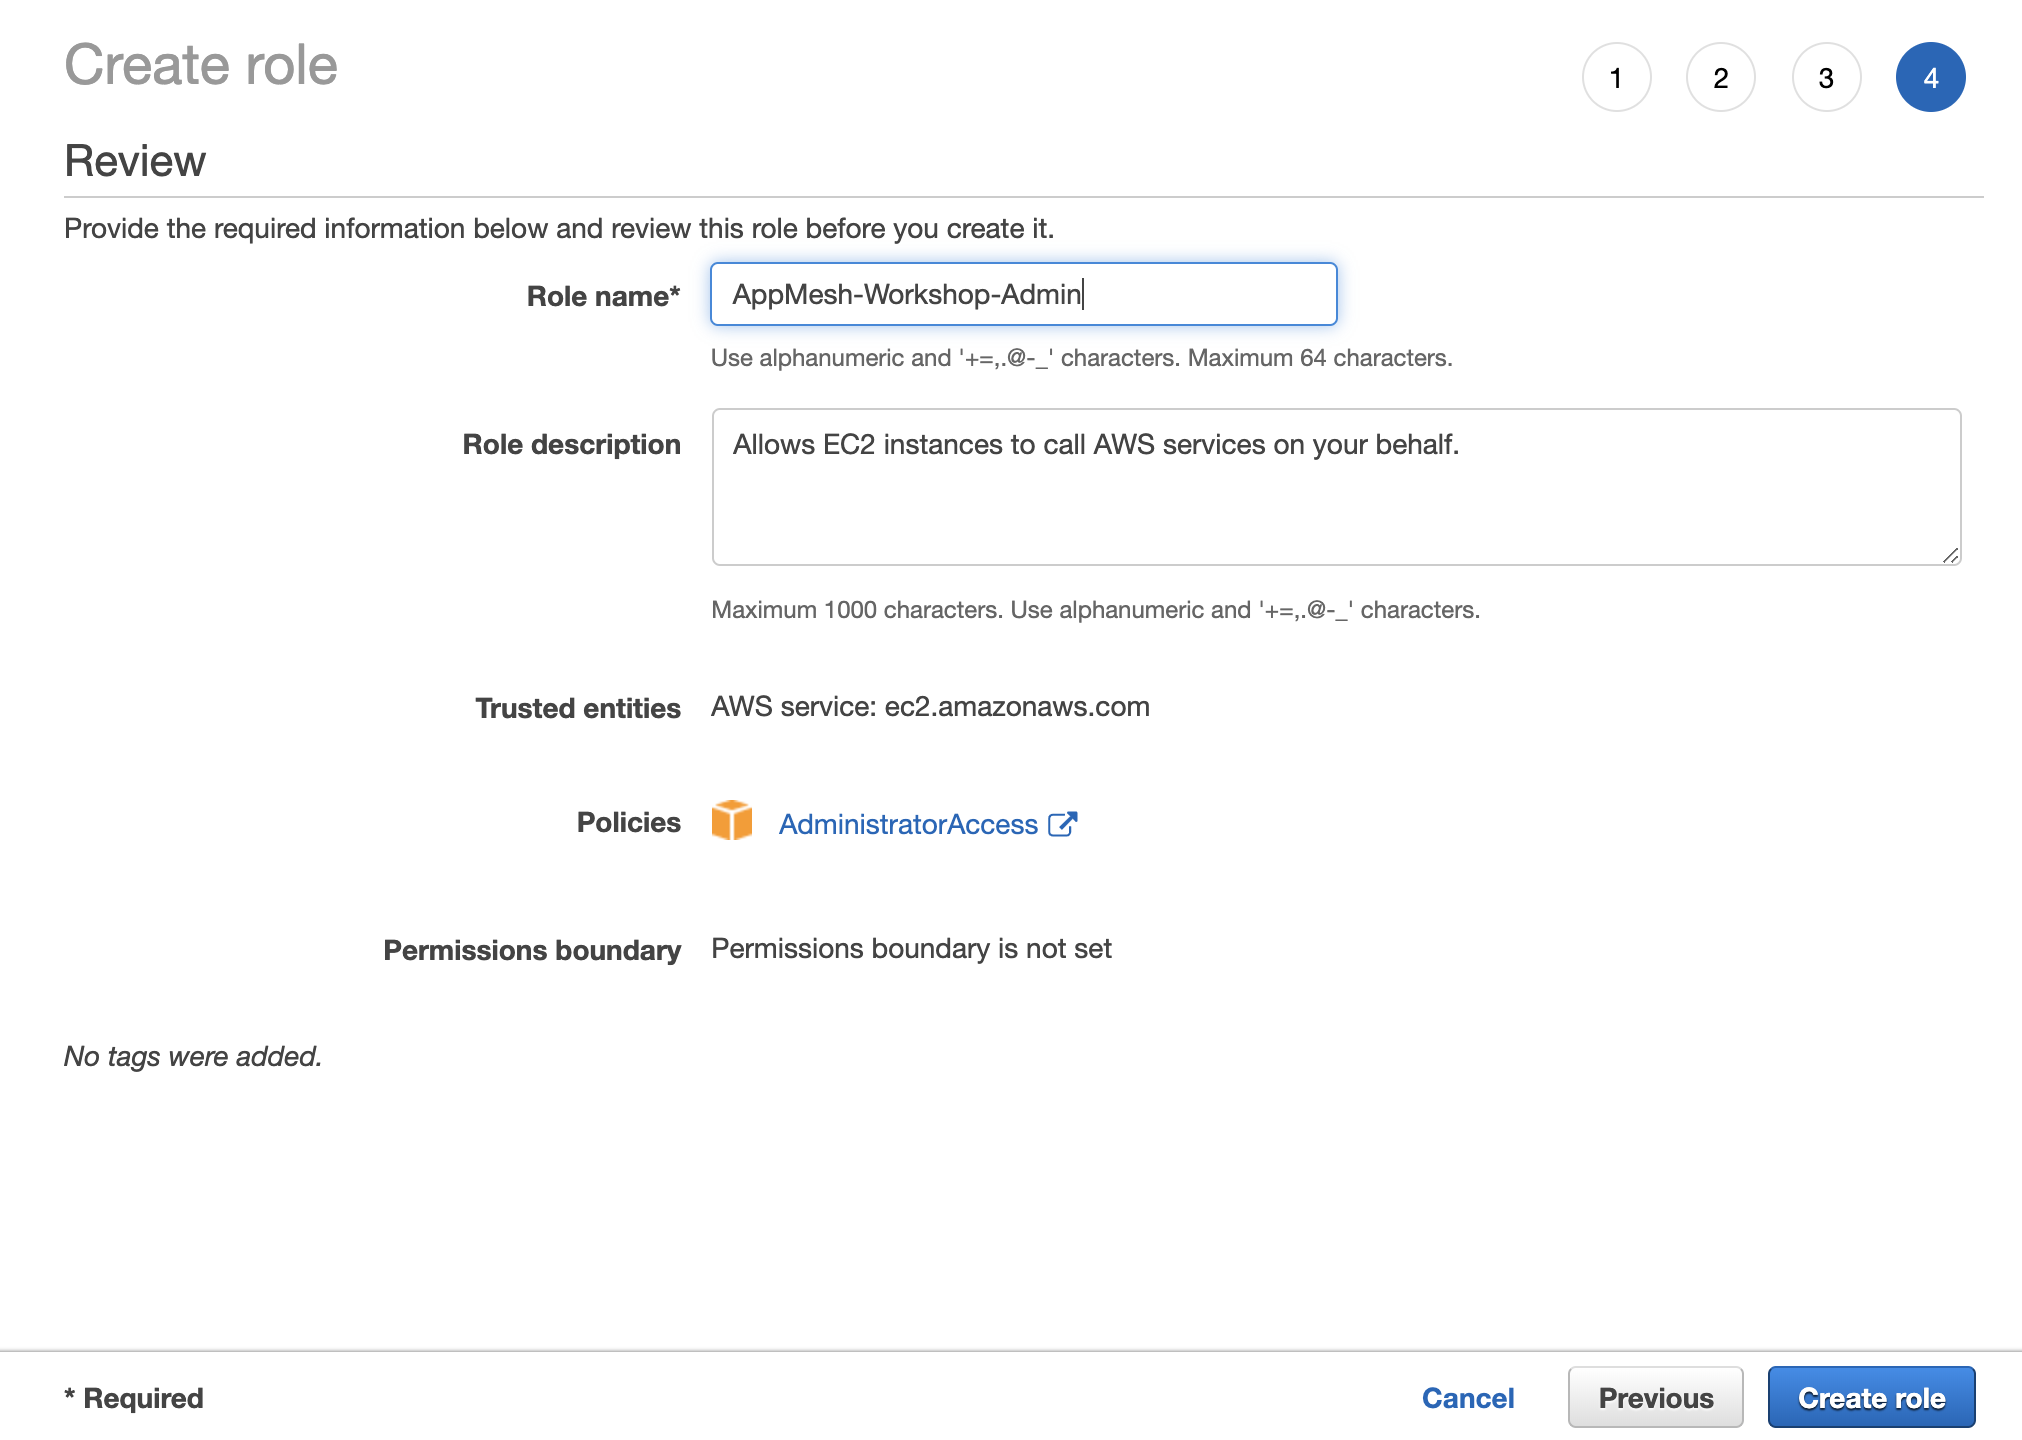 Create role
1 2 3 4
Review
Provide the required information below and review this role before you create it.
Role name* AppMesh-Workshop-Admin
Use alphanumeric and '+=,.@-_' characters. Maximum 64 characters.
Role description Allows EC2 instances to call AWS services on your behalf.
Maximum 1000 characters. Use alphanumeric and '+=,.@-_' characters.
Trusted entities AWS service: ec2.amazonaws.com
Policies AdministratorAccess
Permissions boundary Permissions boundary is not set
No tags were added.
* Required Cancel Previous Create role